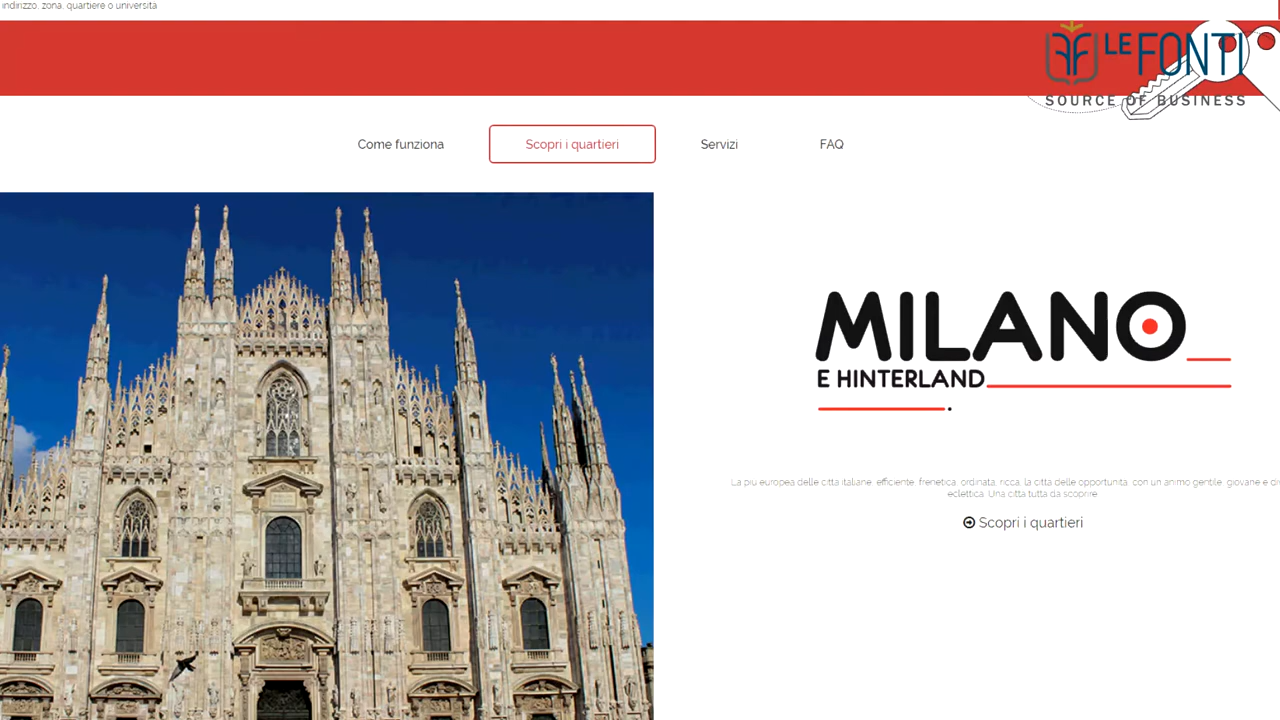 indirizzo, zona, quartiere o università
LE FONTI
SOURCE OF BUSINESS
Come funziona
Scopri i quartieri
Servizi
FAQ
MILANO
E HINTERLAND
La più europea delle città italiane: efficiente, frenetica, ordinata, ricca, la città delle opportunità, con un animo gentile, giovane e
eclettica. Una città tutta da scoprire.
Scopri i quartieri